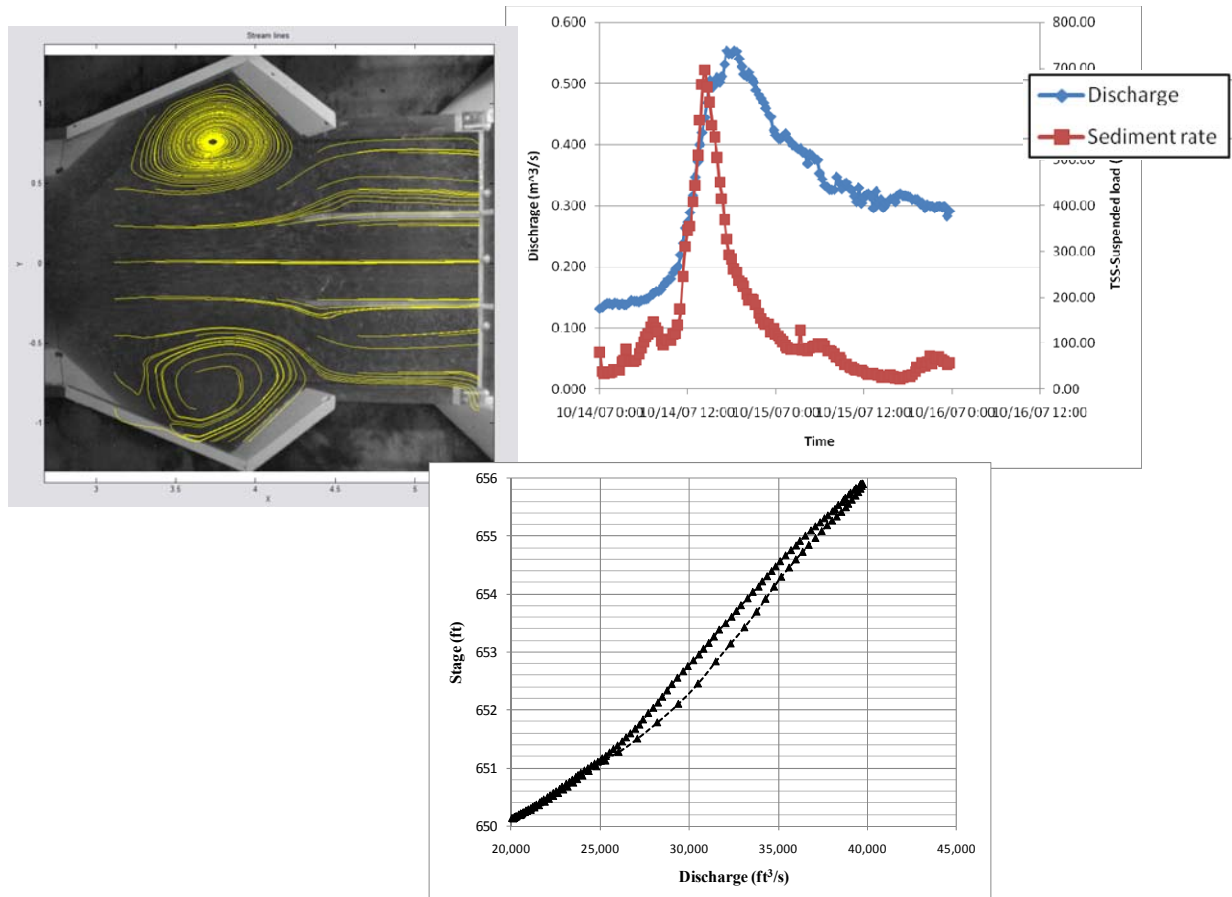 Stream lines
1
0.5
Y
0
-0.5
-1
3 3.5 4 4.5 5
X
0.600
0.500
0.400
0.300
0.200
0.100
0.000
Dischrage (m^3/s)
800.00
700.00
400.00
300.00
200.00
100.00
0.00
TSS-Suspended load (
Discharge
Sediment rate
10/14/07 0:00 10/14/07 12:00 10/15/07 0:00 10/15/07 12:00 10/16/07 0:00 10/16/07 12:00
Time
656
655
654
653
652
651
650
Stage (ft)
20,000 25,000 30,000 35,000 40,000 45,000
Discharge (ft³/s)